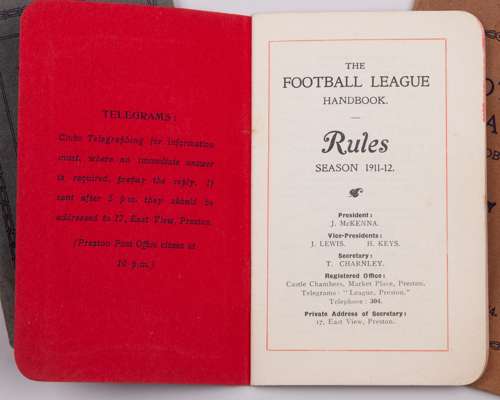 TELEGRAMS:
Clubs Telegraphing for information
must, where an immediate answer
is required, prepay the reply. If
sent after 5 p.m. they should be
addressed to 17, East View, Preston.
(Preston Post Office closes at
10 p.m.)
THE
FOOTBALL LEAGUE
HANDBOOK.
Rules
SEASON 1911-12.
President:
J. McKENNA.
Vice-Presidents:
J. LEWIS. H. KEYS.
Secretary:
T. CHARNLEY.
Registered Office:
Castle Chambers, Market Place, Preston.
Telegrams: "League, Preston."
Telephone: 304.
Private Address of Secretary:
17, East View, Preston.